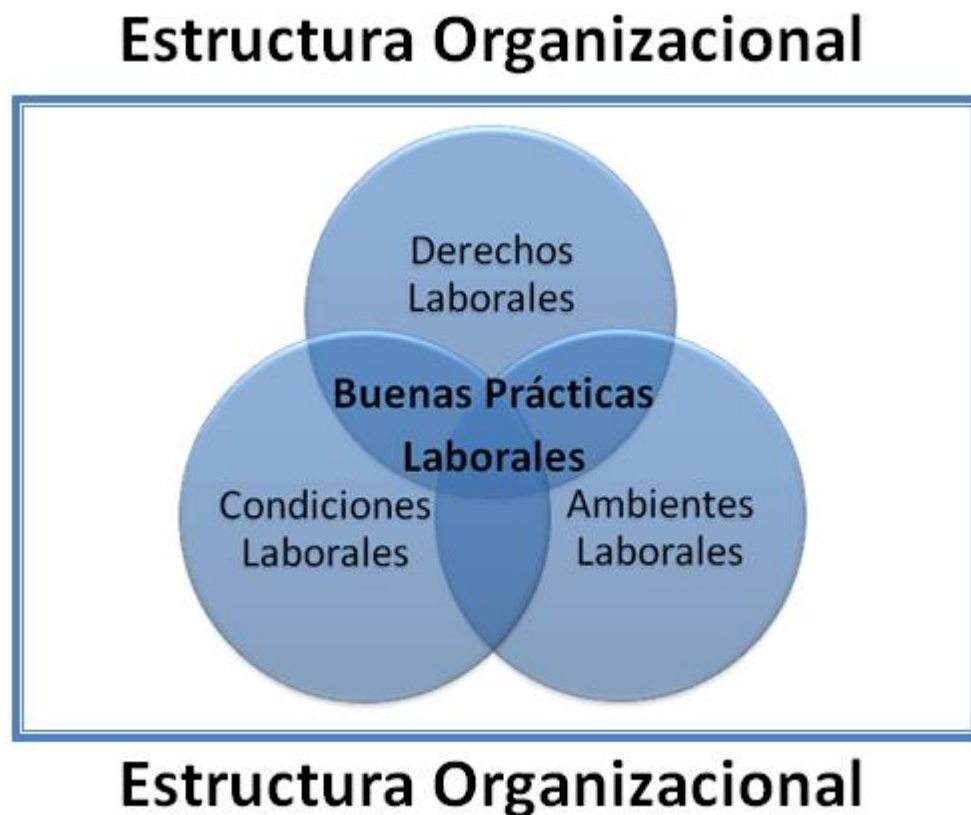 Estructura Organizacional
Derechos
Laborales
Buenas Prácticas
Laborales
Condiciones
Laborales
Ambientes
Laborales
Estructura Organizacional